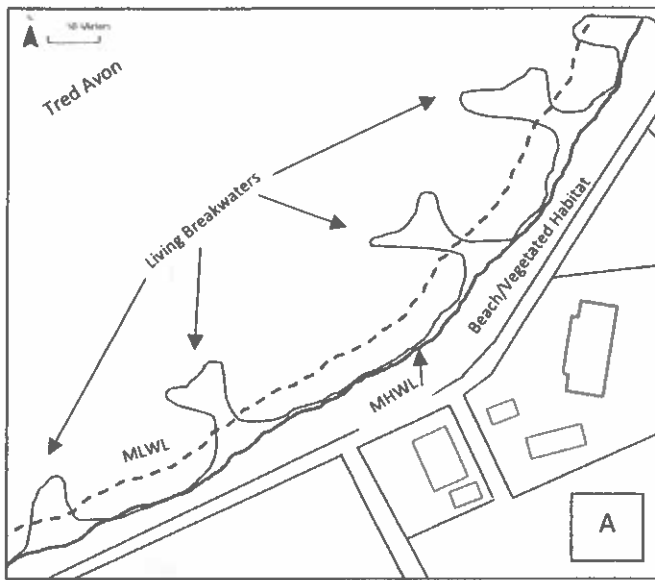 Tred Avon
Living Breakwaters
Beach/Vegetated Habitat
MHWL
MLWL
A